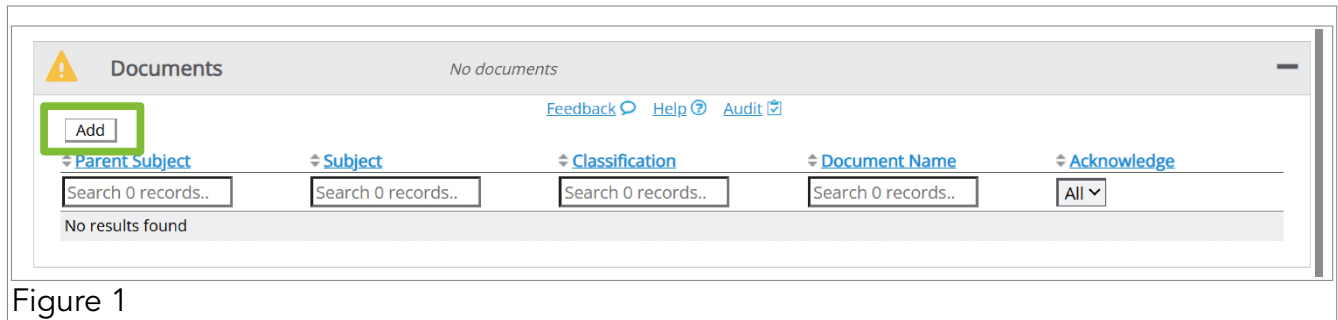 Documents No documents
Feedback Help Audit
Add
Parent Subject Subject Classification Document Name Acknowledge
Search 0 records.. Search 0 records.. Search 0 records.. Search 0 records.. All
No results found
Figure 1